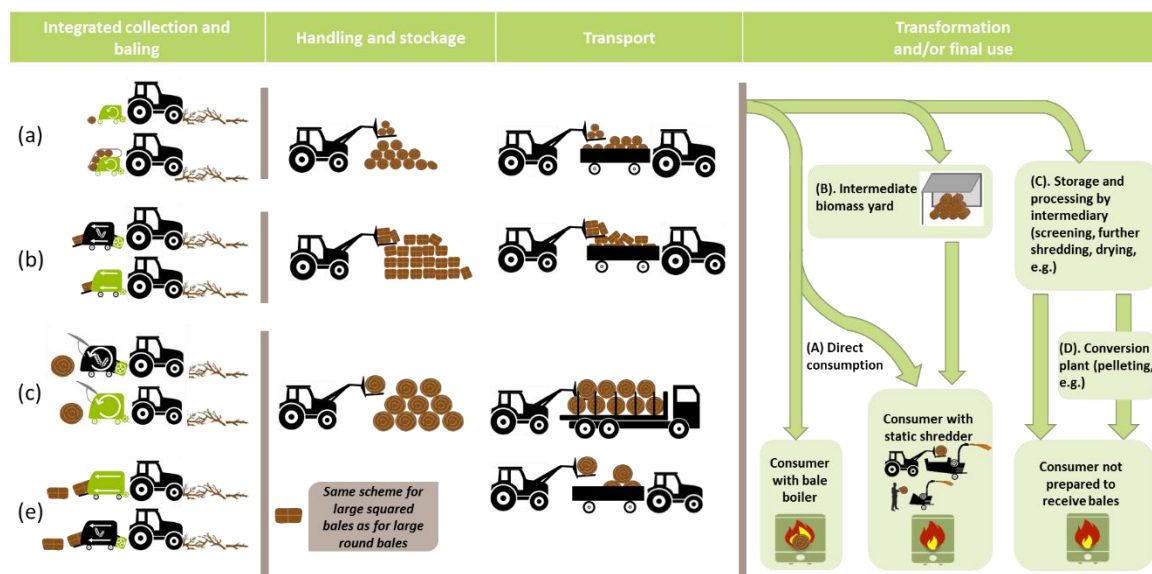 Integrated collection and
baling
Handling and stockage
Transport
Transformation
and/or final use
(a)
(b)
(c)
(e)
Same scheme for
large squared
bales as for large
round bales
(B). Intermediate
biomass yard
(C). Storage and
processing by
intermediary
(screening, further
shredding, drying,
e.g.)
(A) Direct
consumption
(D). Conversion
plant (pelleting,
e.g.)
Consumer
with bale
boiler
Consumer with
static shredder
Consumer not
prepared to
receive bales